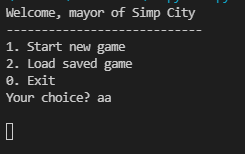 Welcome, mayor of Simp City
----------------------------
1. Start new game
2. Load saved game
0. Exit
Your choice? aa